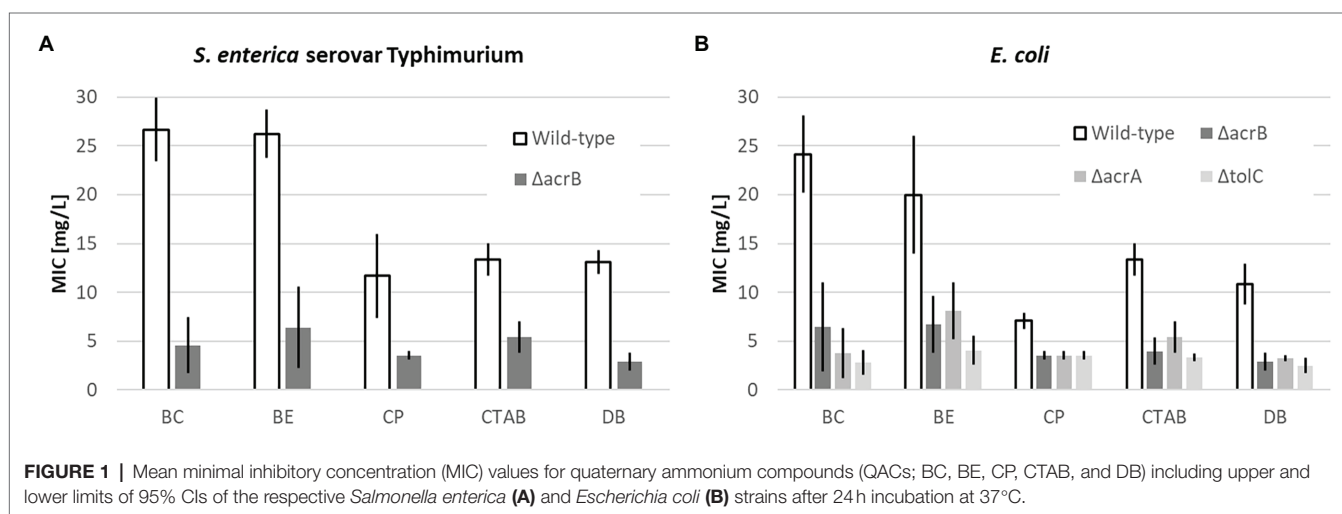 A
S. enterica serovar Typhimurium
MIC [mg/L]
30
25
20
15
10
5
0
Wild-type
ΔacrB
BC BE CP CTAB DB
B
E. coli
MIC [mg/L]
30
25
20
15
10
5
0
Wild-type ΔacrB
ΔacrA ΔtolC
BC BE CP CTAB DB
FIGURE 1 | Mean minimal inhibitory concentration (MIC) values for quaternary ammonium compounds (QACs; BC, BE, CP, CTAB, and DB) including upper and
lower limits of 95% CIs of the respective Salmonella enterica (A) and Escherichia coli (B) strains after 24 h incubation at 37°C.